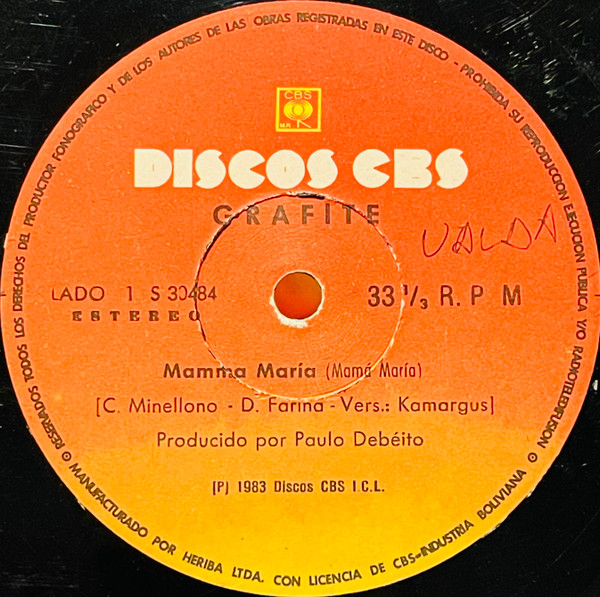 RESERVADOS TODOS LOS DERECHOS DEL PRODUCTOR FONOGRAFICO Y DE LOS AUTORES DE LAS OBRAS REGISTRADAS EN ESTE DISCO - PROHIBIDA SU REPRODUCCION EJECUCION PUBLICA Y/O RADIOTELEDIFUSION
CBS
M.R.
DISCOS CBS
GRAFITE
VALDA
LADO 1 S 30484
33 1/3 R. P M
ESTEREO
Mamma María (Mamá María)
[C. Minellono - D. Farina - Vers.: Kamargus]
Producido por Paulo Debéito
(P) 1983 Discos CBS I.C.L.
MANUFACTURADO POR HERIBA LTDA. CON LICENCIA DE CBS-INDUSTRIA BOLIVIANA